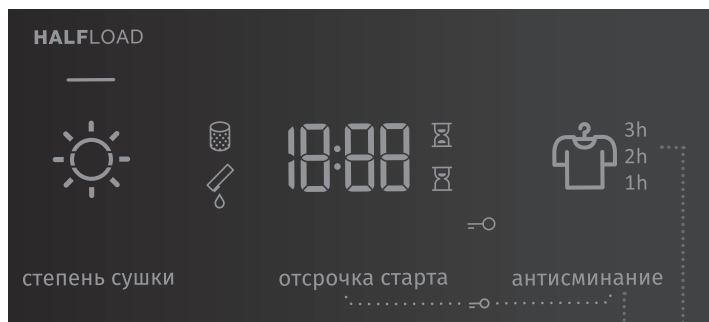 HALFLOAD
18:88
3h
2h
1h
степень сушки
отсрочка старта
антисминание